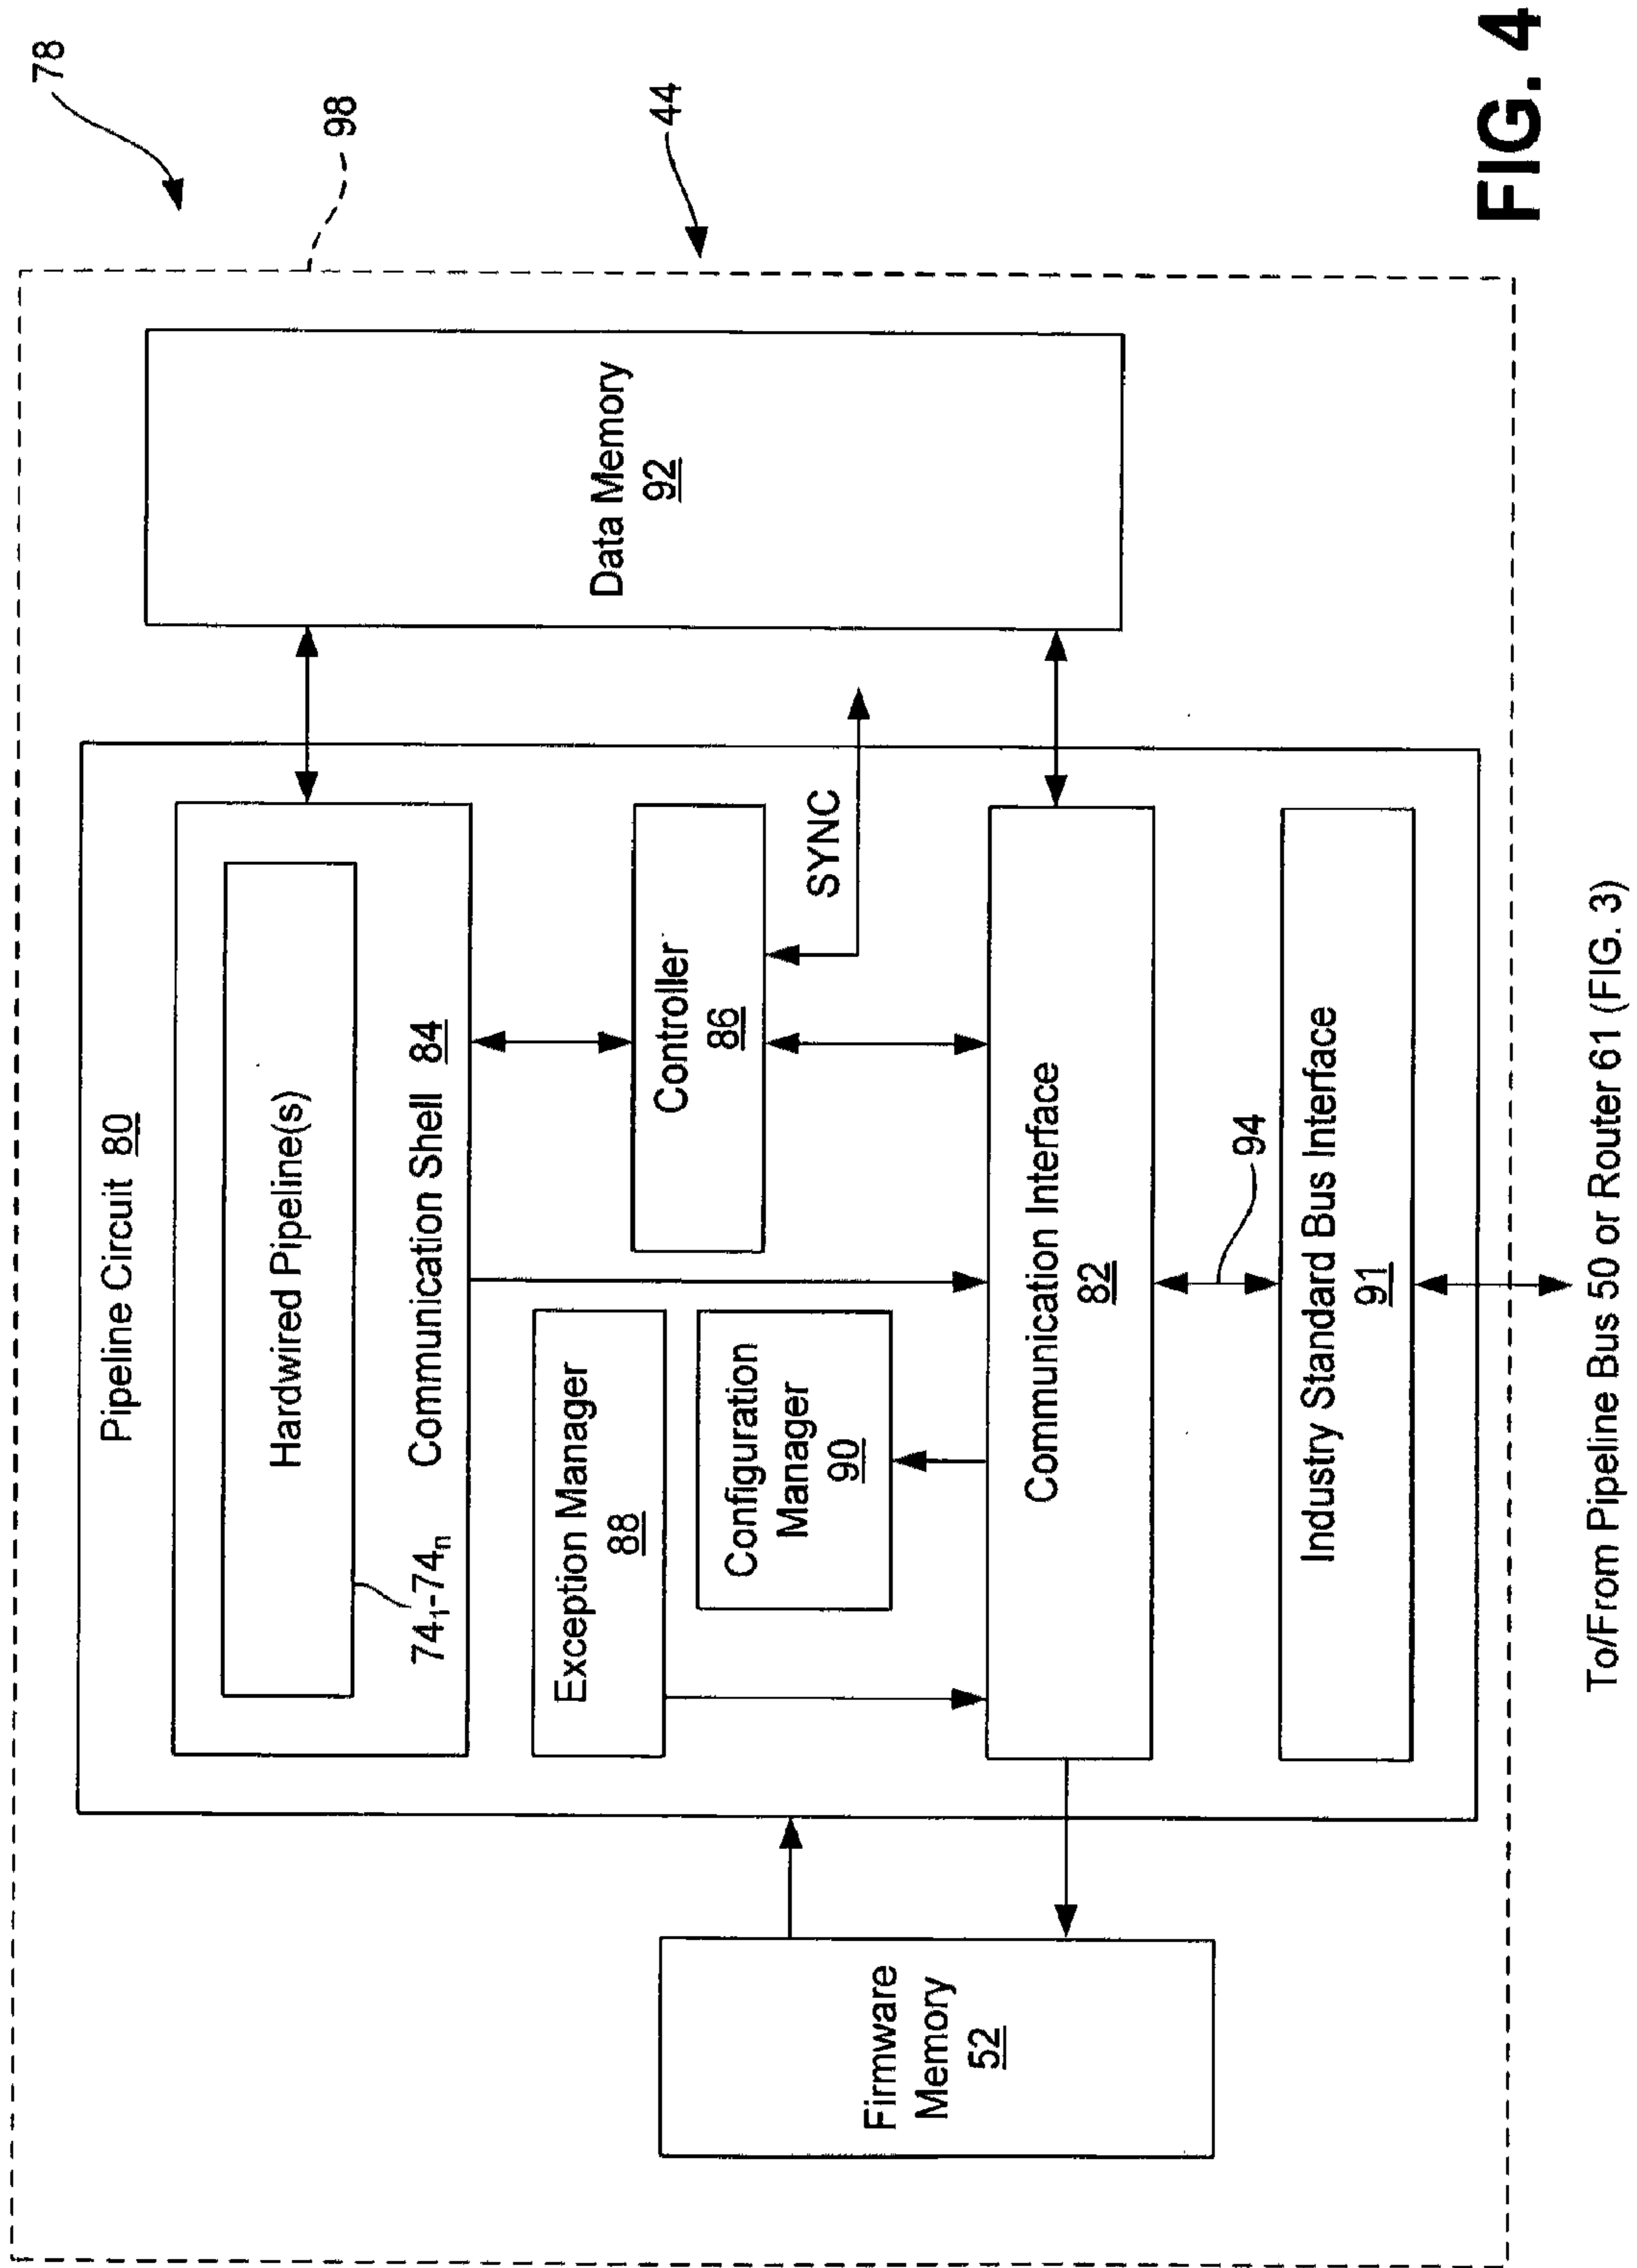 78
98
44
Pipeline Circuit 80
Hardwired Pipeline(s)
74₁-74ₙ
Communication Shell 84
Exception Manager
88
Configuration
Manager
90
Controller
86
SYNC
Communication Interface
82
94
Industry Standard Bus Interface
91
Firmware
Memory
52
Data Memory
92
To/From Pipeline Bus 50 or Router 61 (FIG. 3)
FIG. 4